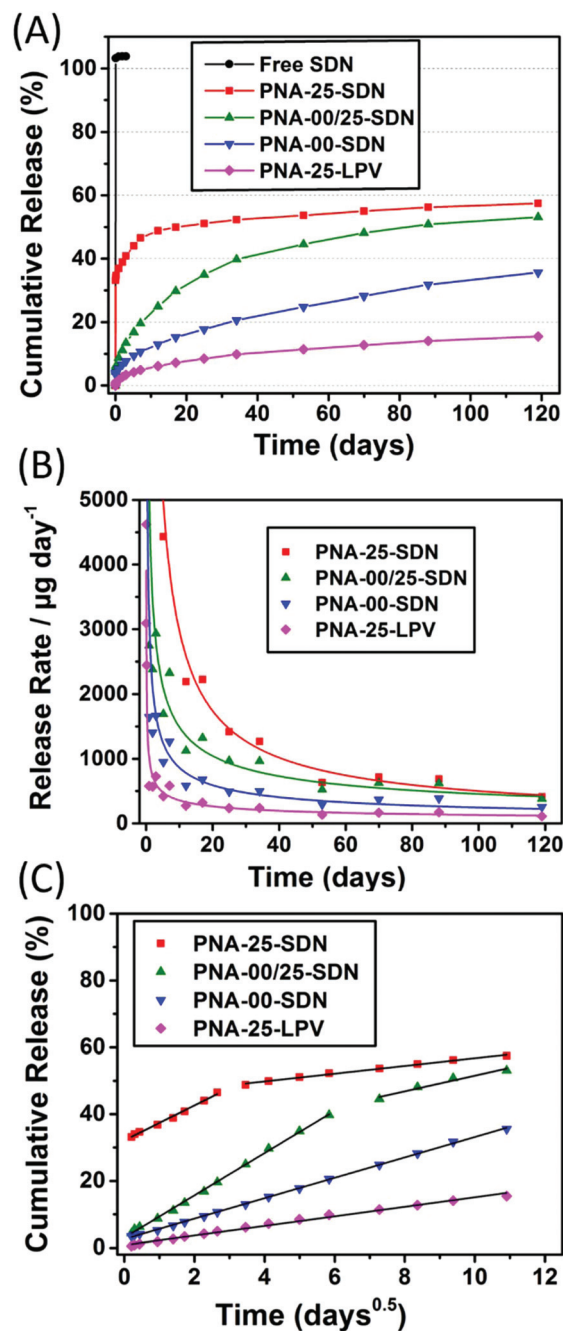 (A)
Cumulative Release (%)
100
80
60
40
20
0
Free SDN
PNA-25-SDN
PNA-00/25-SDN
PNA-00-SDN
PNA-25-LPV
0 20 40 60 80 100 120
Time (days)
(B)
Release Rate / µg day⁻¹
5000
4000
3000
2000
1000
0
PNA-25-SDN
PNA-00/25-SDN
PNA-00-SDN
PNA-25-LPV
0 20 40 60 80 100 120
Time (days)
(C)
Cumulative Release (%)
100
80
60
40
20
0
PNA-25-SDN
PNA-00/25-SDN
PNA-00-SDN
PNA-25-LPV
0 2 4 6 8 10 12
Time (days⁰·⁵)